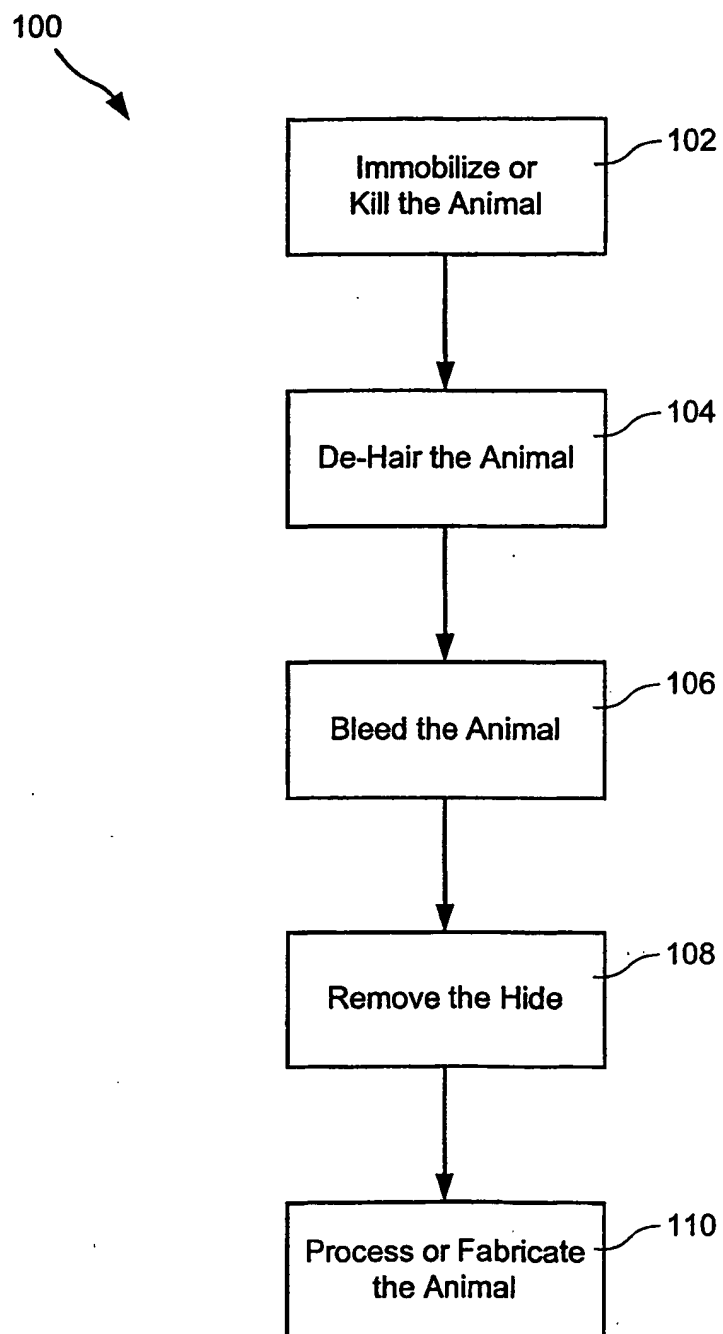 100
102
Immobilize or
Kill the Animal
104
De-Hair the Animal
106
Bleed the Animal
108
Remove the Hide
110
Process or Fabricate
the Animal